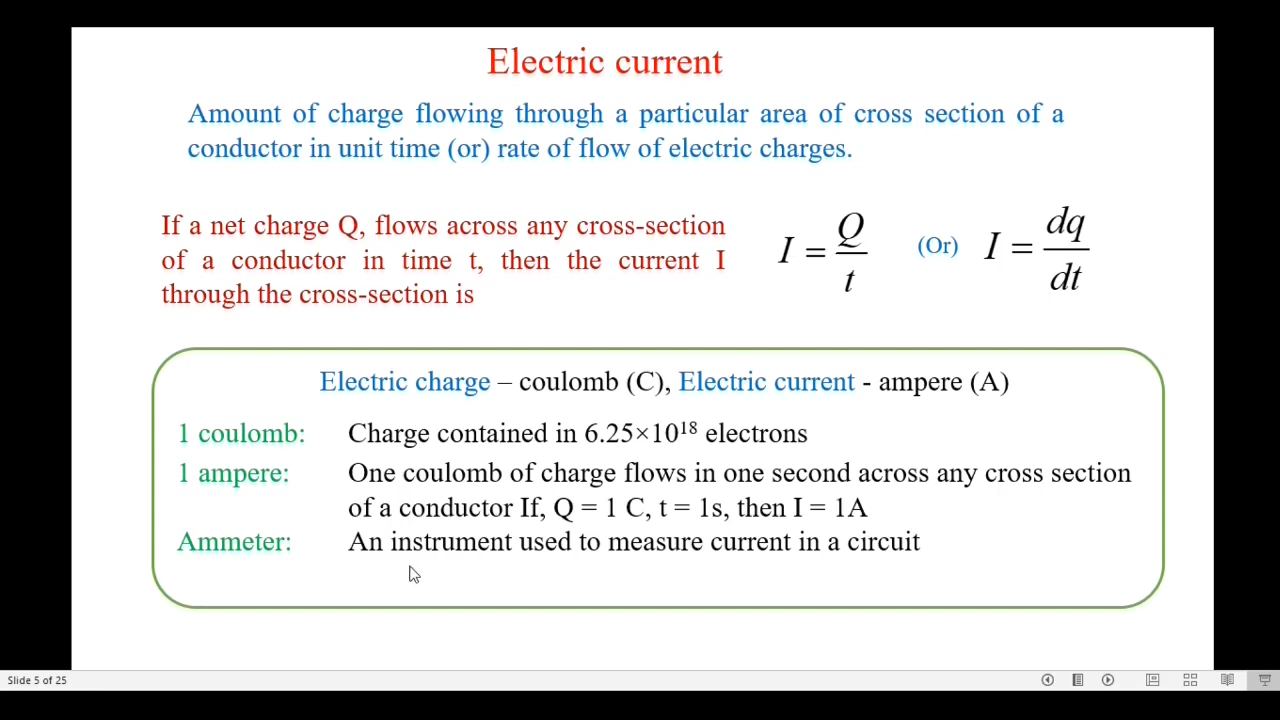 Electric current
Amount of charge flowing through a particular area of cross section of a
conductor in unit time (or) rate of flow of electric charges.
If a net charge Q, flows across any cross-section
of a conductor in time t, then the current I
through the cross-section is
I = Q/t (Or) I = dq/dt
Electric charge – coulomb (C), Electric current - ampere (A)
1 coulomb: Charge contained in 6.25×10¹⁸ electrons
1 ampere: One coulomb of charge flows in one second across any cross section
of a conductor If, Q = 1 C, t = 1s, then I = 1A
Ammeter: An instrument used to measure current in a circuit
Slide 5 of 25